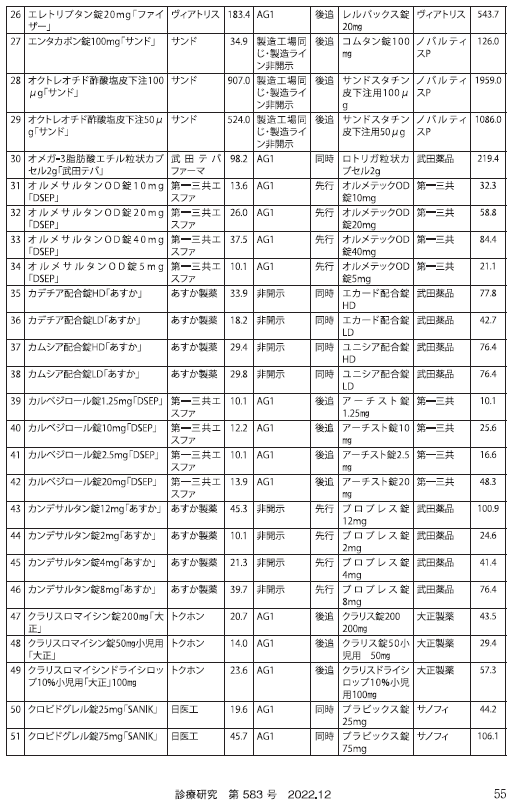 26 エレトリプタン錠20mg「ファイ ヴィアトリス 183.4 AG1 後追 レルパックス錠 ヴィアトリス 543.7
ザー」 20mg
27 エンタカポン錠100mg「サンド」 サンド 34.9 製造工場同 後追 コムタン錠100 ノバルティ 126.0
じ・製造ライ ㎎ スP
ン非開示
28 オクトレオチド酢酸塩皮下注100 サンド 907.0 製造工場同 後追 サンドスタチン ノバルティ 1959.0
μg「サンド」 じ・製造ライ 皮下注用100μ スP
ン非開示 g
29 オクトレオチド酢酸塩皮下注50μ サンド 524.0 製造工場同 後追 サンドスタチン ノバルティ 1086.0
g「サンド」 じ・製造ライ 皮下注用50μg スP
ン非開示
30 オメガ-3脂肪酸エチル粒状カプ 武田テバ 98.2 AG1 同時 ロトリガ粒状カ 武田薬品 219.4
セル2g「武田テバ」 ファーマ プセル2g
31 オルメサルタンOD錠10mg 第一三共エ 13.6 AG1 先行 オルメテックOD 第一三共 32.3
「DSEP」 スファ 錠10mg
32 オルメサルタンOD錠20mg 第一三共エ 26.0 AG1 先行 オルメテックOD 第一三共 58.8
「DSEP」 スファ 錠20mg
33 オルメサルタンOD錠40mg 第一三共エ 37.5 AG1 先行 オルメテックOD 第一三共 84.4
「DSEP」 スファ 錠40mg
34 オルメサルタンOD錠5mg 第一三共エ 10.1 AG1 先行 オルメテックOD 第一三共 21.1
「DSEP」 スファ 錠5mg
35 カデチア配合錠HD「あすか」 あすか製薬 33.9 非開示 同時 エカード配合錠 武田薬品 77.8
HD
36 カデチア配合錠LD「あすか」 あすか製薬 18.2 非開示 同時 エカード配合錠 武田薬品 42.7
LD
37 カムシア配合錠HD「あすか」 あすか製薬 29.4 非開示 同時 ユニシア配合錠 武田薬品 76.4
HD
38 カムシア配合錠LD「あすか」 あすか製薬 29.8 非開示 同時 ユニシア配合錠 武田薬品 76.4
LD
39 カルベジロール錠1.25mg「DSEP」 第一三共エ 10.1 AG1 後追 アーチスト錠 第一三共 10.1
スファ 1.25㎎
40 カルベジロール錠10mg「DSEP」 第一三共エ 12.2 AG1 後追 アーチスト錠10 第一三共 25.6
スファ ㎎
41 カルベジロール錠2.5mg「DSEP」 第一三共エ 10.1 AG1 後追 アーチスト錠2.5 第一三共 16.6
スファ ㎎
42 カルベジロール錠20mg「DSEP」 第一三共エ 13.9 AG1 後追 アーチスト錠20 第一三共 48.3
スファ ㎎
43 カンデサルタン錠12mg「あすか」 あすか製薬 45.3 非開示 先行 ブロプレス錠 武田薬品 100.9
12mg
44 カンデサルタン錠2mg「あすか」 あすか製薬 10.1 非開示 先行 ブロプレス錠 武田薬品 24.6
2mg
45 カンデサルタン錠4mg「あすか」 あすか製薬 21.3 非開示 先行 ブロプレス錠 武田薬品 41.4
4mg
46 カンデサルタン錠8mg「あすか」 あすか製薬 39.7 非開示 先行 ブロプレス錠 武田薬品 76.4
8mg
47 クラリスロマイシン錠200㎎「大 トクホン 20.7 AG1 後追 クラリス錠200 大正製薬 43.5
正」 200㎎
48 クラリスロマイシン錠50㎎小児用 トクホン 14.0 AG1 後追 クラリス錠50小 大正製薬 29.4
「大正」 児用 50㎎
49 クラリスロマイシンドライシロッ トクホン 23.6 AG1 後追 クラリスドライシ 大正製薬 57.3
プ10％小児用「大正」100㎎ ロップ10％小児
用100㎎
50 クロピドグレル錠25mg「SANIK」 日医工 19.6 AG1 同時 プラビックス錠 サノフィ 44.2
25mg
51 クロピドグレル錠75mg「SANIK」 日医工 45.7 AG1 同時 プラビックス錠 サノフィ 106.1
75mg
診療研究 第583号 2022.12 55